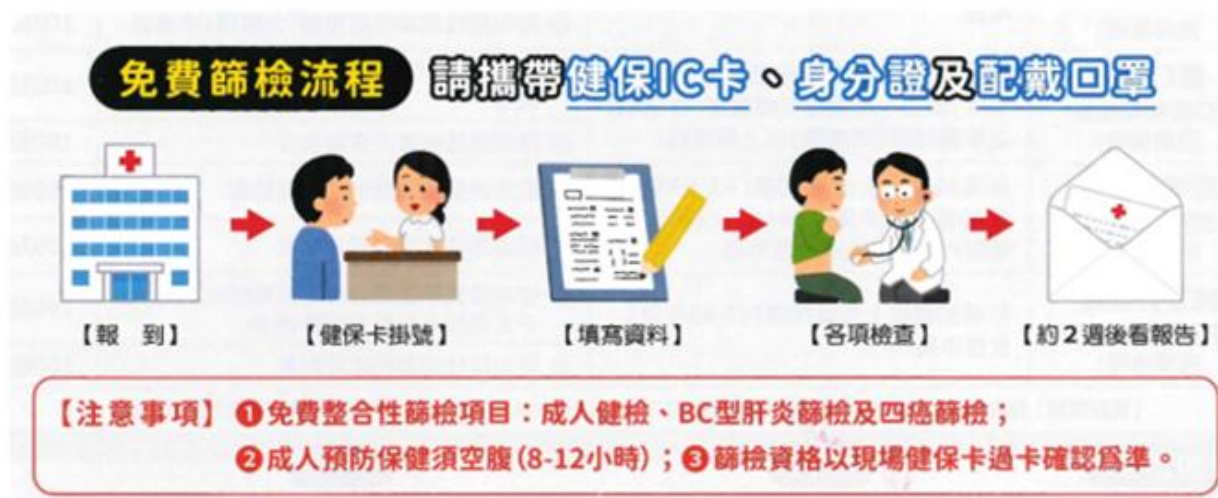 免費篩檢流程 請攜帶健保IC卡、身分證及配戴口罩
【報 到】 【健保卡掛號】 【填寫資料】 【各項檢查】 【約2週後看報告】
【注意事項】❶免費整合性篩檢項目：成人健檢、BC型肝炎篩檢及四癌篩檢；
❷成人預防保健須空腹(8-12小時)；❸篩檢資格以現場健保卡過卡確認為準。